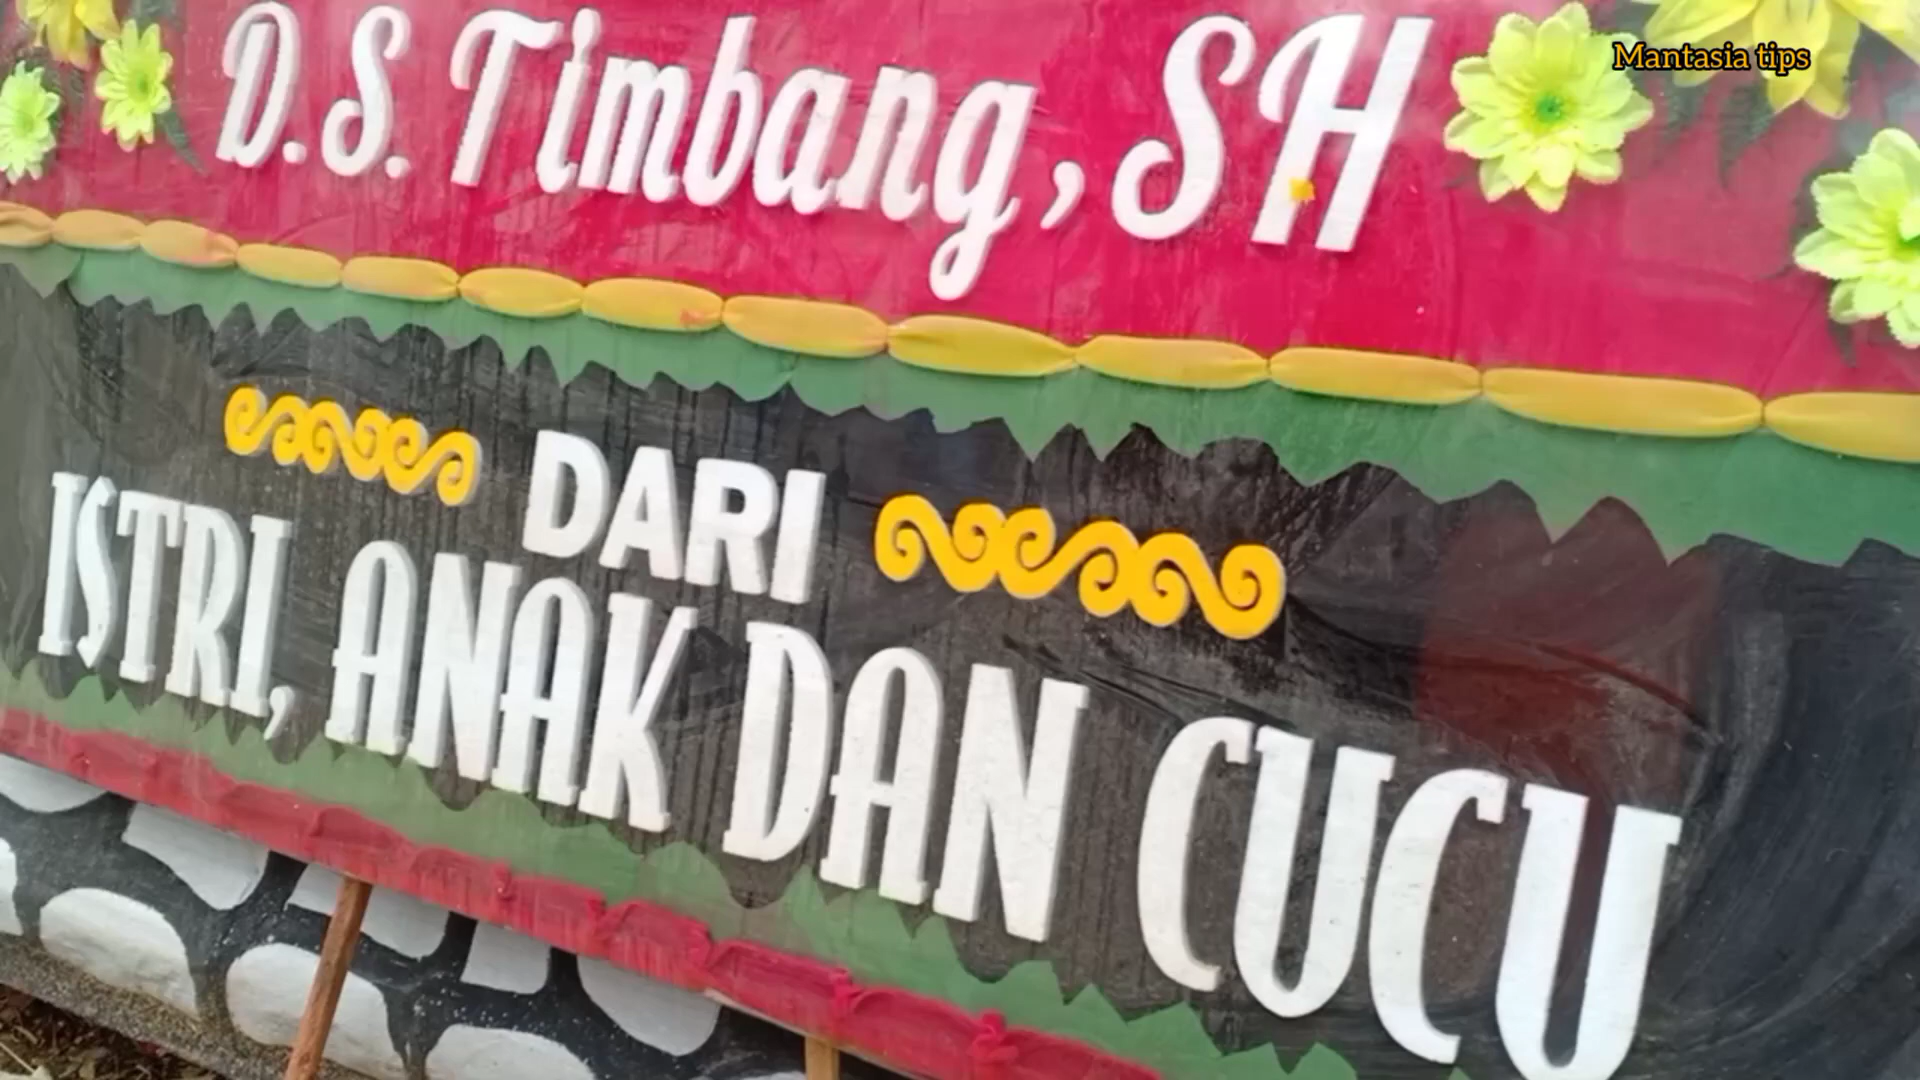 Mantasia tips
D.S. Timbang, SH
DARI
ISTRI, ANAK DAN CUCU